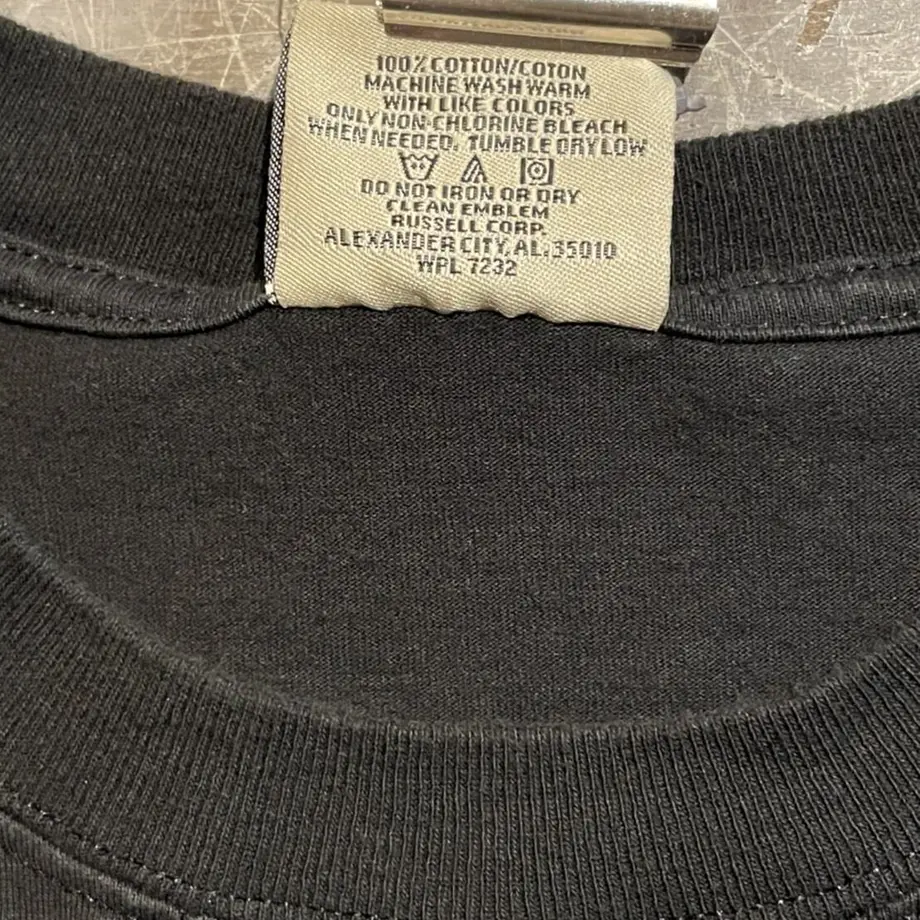 100% COTTON/COTON
MACHINE WASH WARM
WITH LIKE COLORS
ONLY NON-CHLORINE BLEACH
WHEN NEEDED. TUMBLE DRY LOW
DO NOT IRON OR DRY
CLEAN EMBLEM
RUSSELL CORP.
ALEXANDER CITY, AL. 35010
WPL 7232